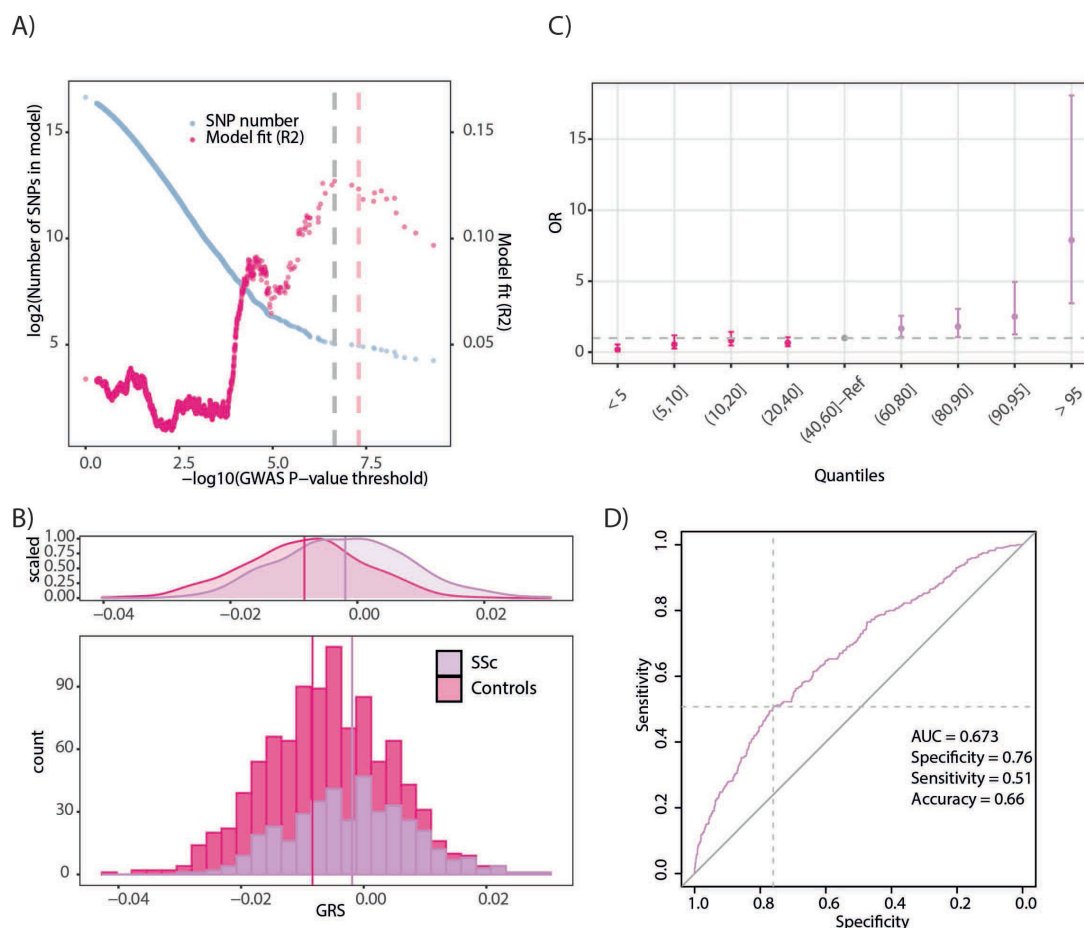 A)
log2(Number of SNPs in model)
15
10
5
SNP number
Model fit (R2)
0.15
0.10
0.05
0.00
Model fit (R2)
0.0
2.5
5.0
7.5
−log10(GWAS P−value threshold)
C)
OR
15
10
5
0
< 5
(5,10]
(10,20]
(20,40]
(40,60]−Ref
(60,80]
(80,90]
(90,95]
> 95
Quantiles
B)
scaled
1.00
0.75
0.50
0.25
0.00
−0.04
−0.02
0.00
0.02
count
90
60
30
0
SSc
Controls
−0.04
−0.02
0.00
0.02
GRS
D)
Sensitivity
1.0
0.8
0.6
0.4
0.2
0.0
AUC = 0.673
Specificity = 0.76
Sensitivity = 0.51
Accuracy = 0.66
1.0
0.8
0.6
0.4
0.2
0.0
Specificity